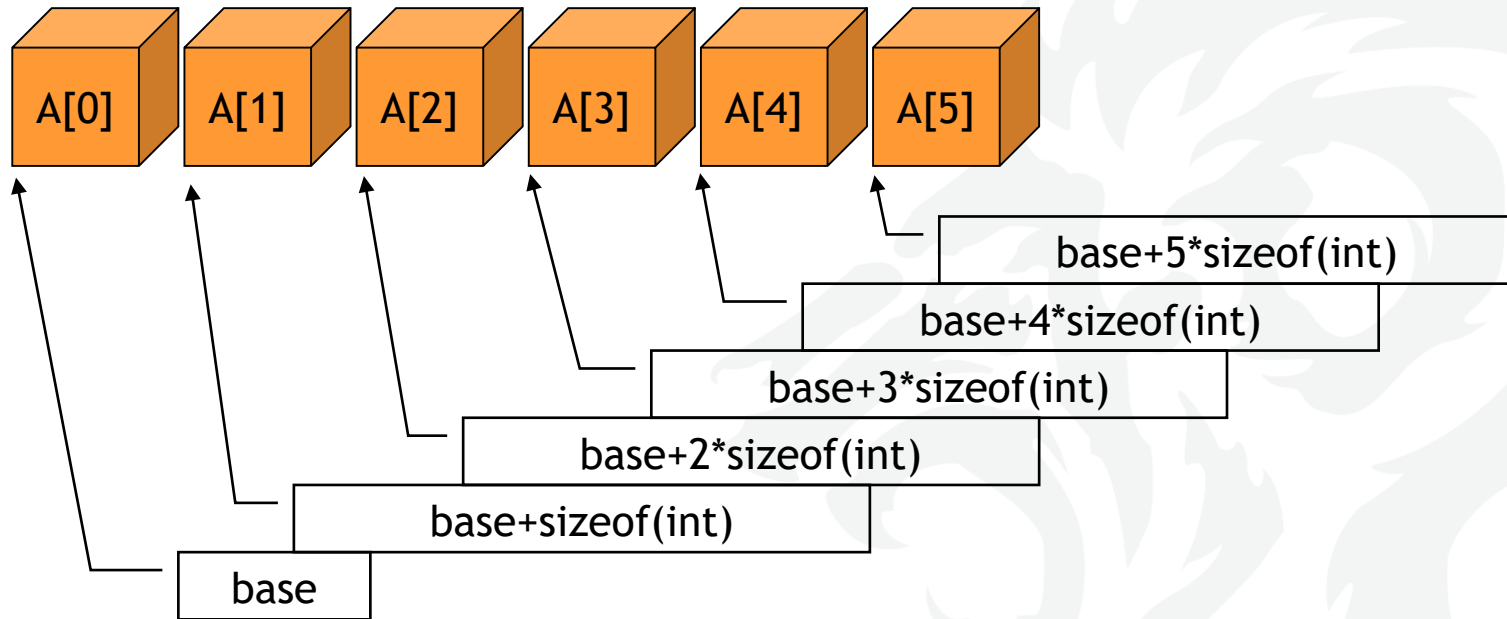 A[0] A[1] A[2] A[3] A[4] A[5]
base+5*sizeof(int)
base+4*sizeof(int)
base+3*sizeof(int)
base+2*sizeof(int)
base+sizeof(int)
base